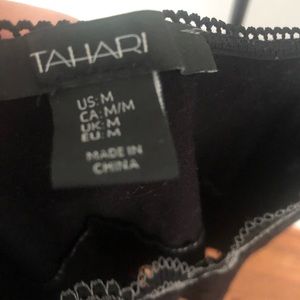 TAHARI
US: M
CA: M/M
UK: M
EU: M
MADE IN
CHINA